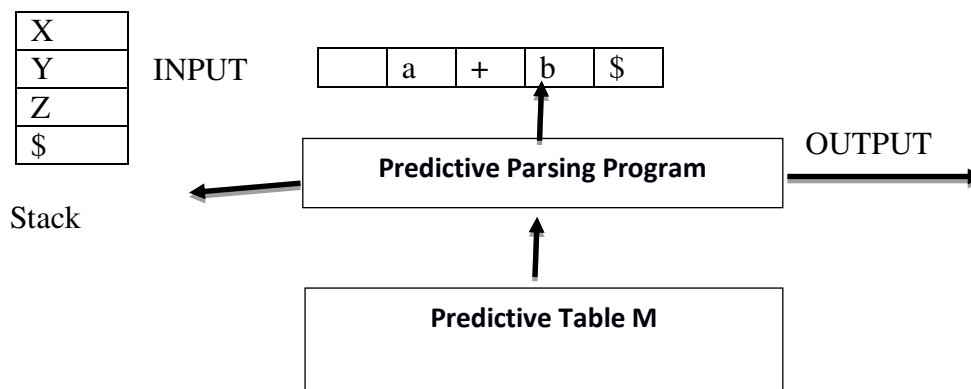 X
Y
Z
$
INPUT
a + b $
Predictive Parsing Program
OUTPUT
Stack
Predictive Table M